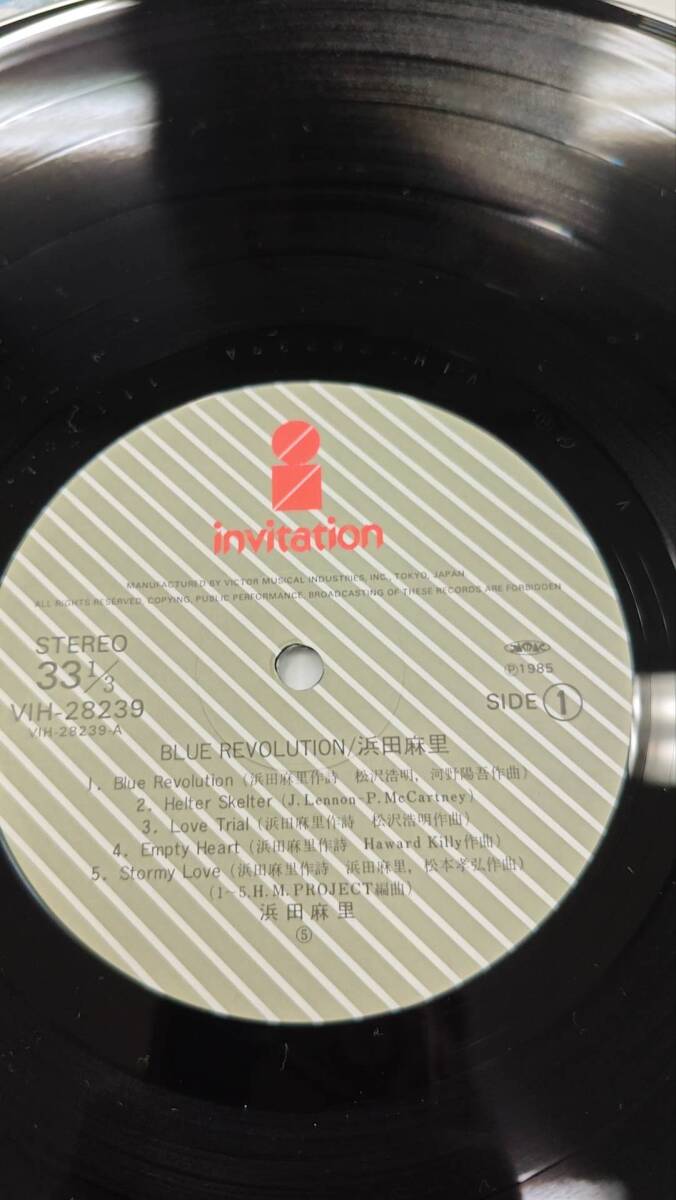 invitation
MANUFACTURED BY VICTOR MUSICAL INDUSTRIES, INC., TOKYO, JAPAN
ALL RIGHTS RESERVED, COPYING, PUBLIC PERFORMANCE, BROADCASTING OF THESE RECORDS ARE FORBIDDEN
STEREO
33 1/3
VIH-28239
VIH-28239-A
Ⓟ1985
SIDE ①
BLUE REVOLUTION/浜田麻里
1. Blue Revolution (浜田麻里作詩 松沢浩明, 河野陽吾作曲)
2. Helter Skelter (J. Lennon-P. McCartney)
3. Love Trial (浜田麻里作詩 松沢浩明作曲)
4. Empty Heart (浜田麻里作詩 Haward Killy作曲)
5. Stormy Love (浜田麻里作詩 浜田麻里, 松本孝弘作曲)
(1~5. H. M. PROJECT編曲)
浜田麻里
⑤